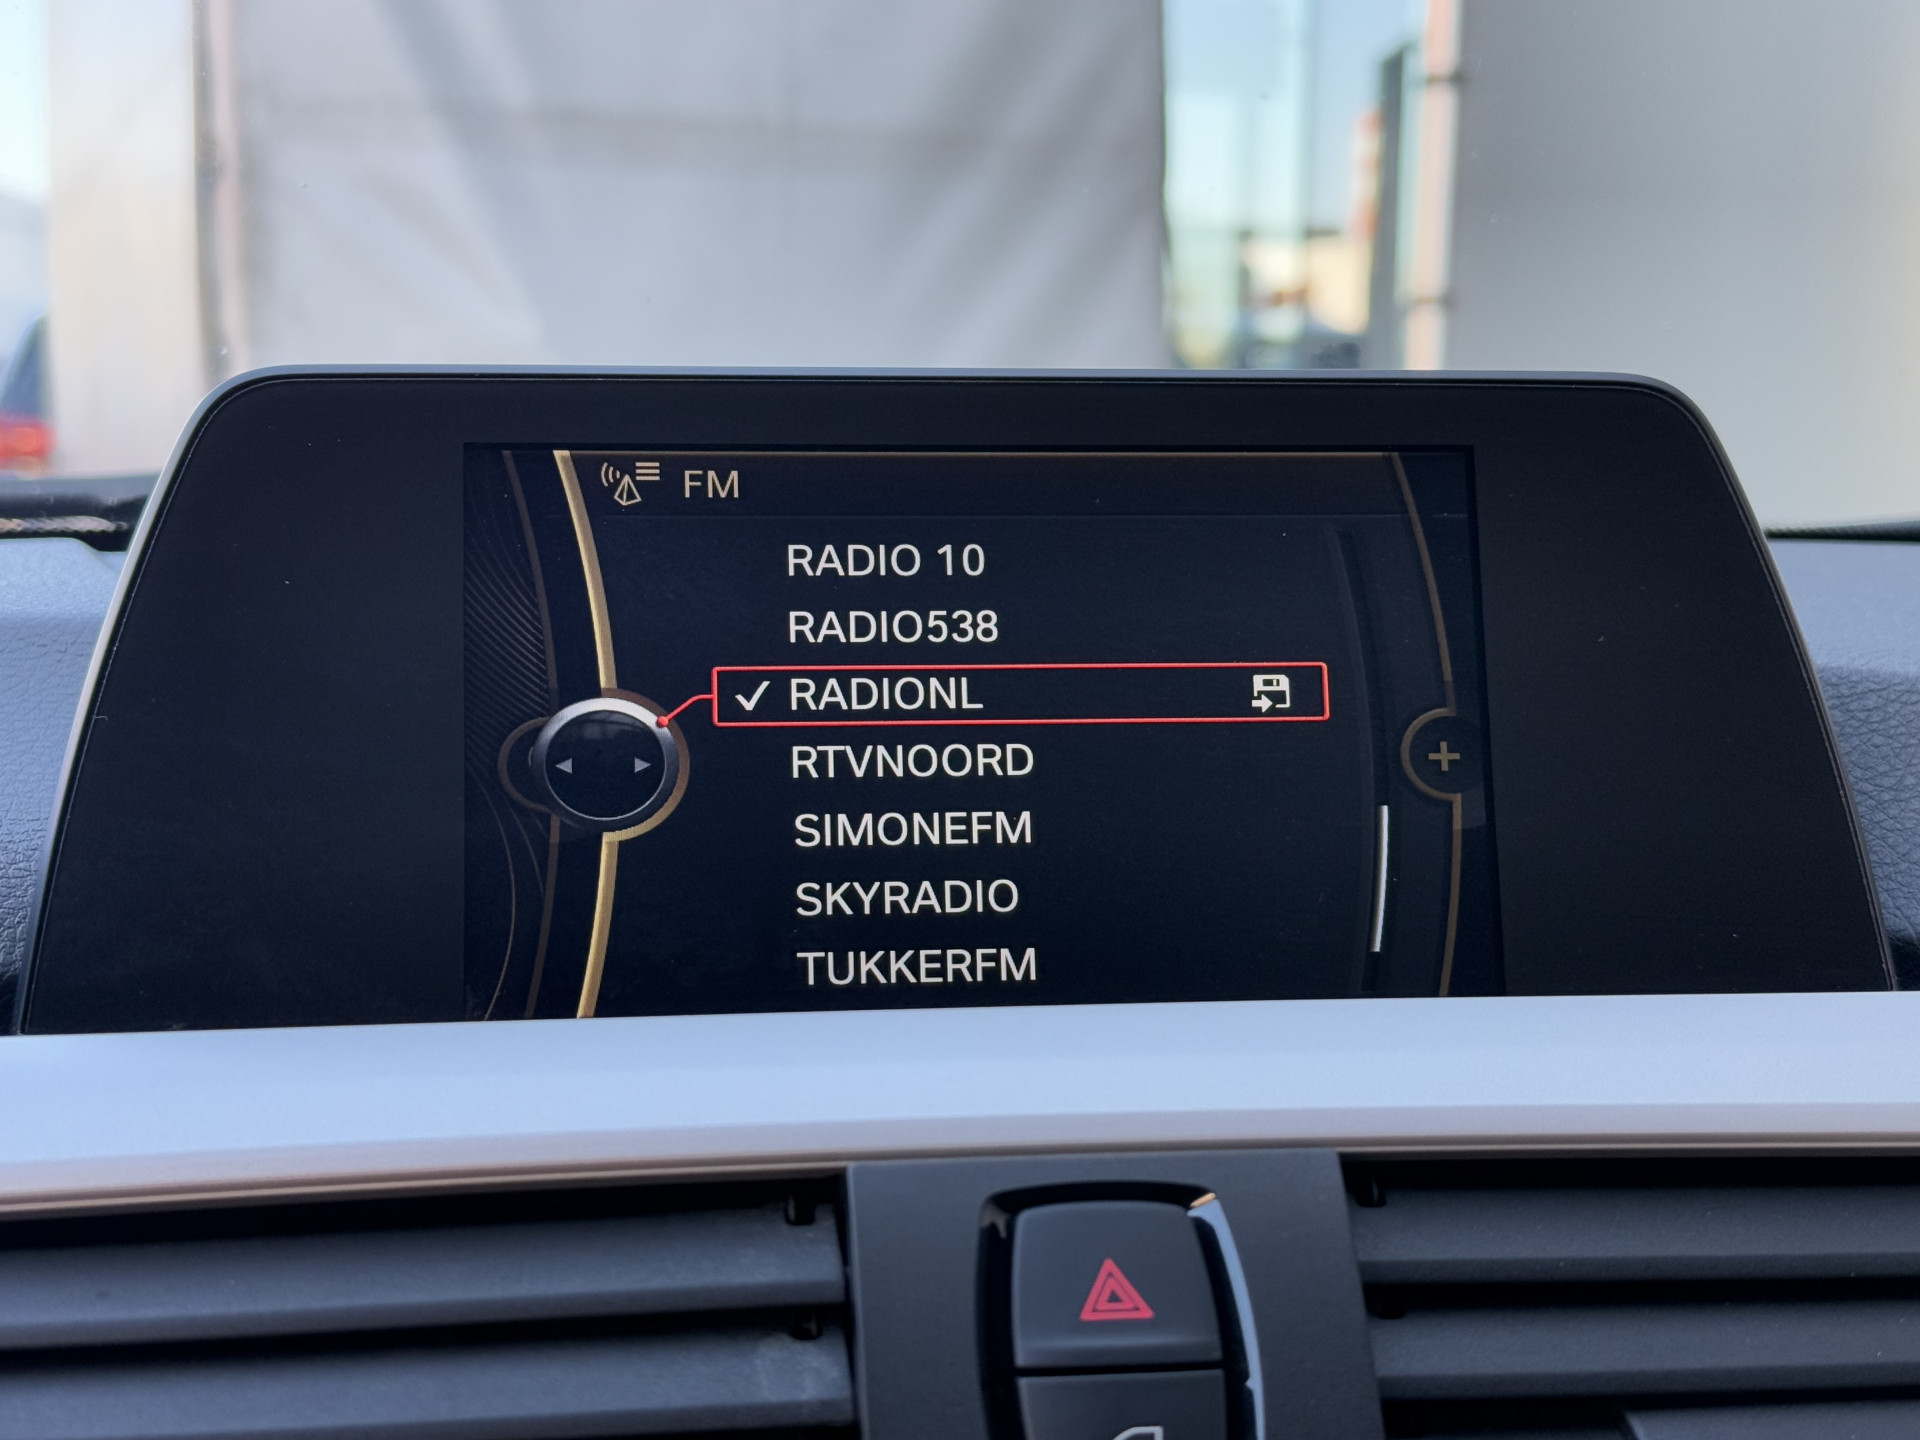 FM
RADIO 10
RADIO538
RADIONL
RTVNOORD
SIMONEFM
SKYRADIO
TUKKERFM